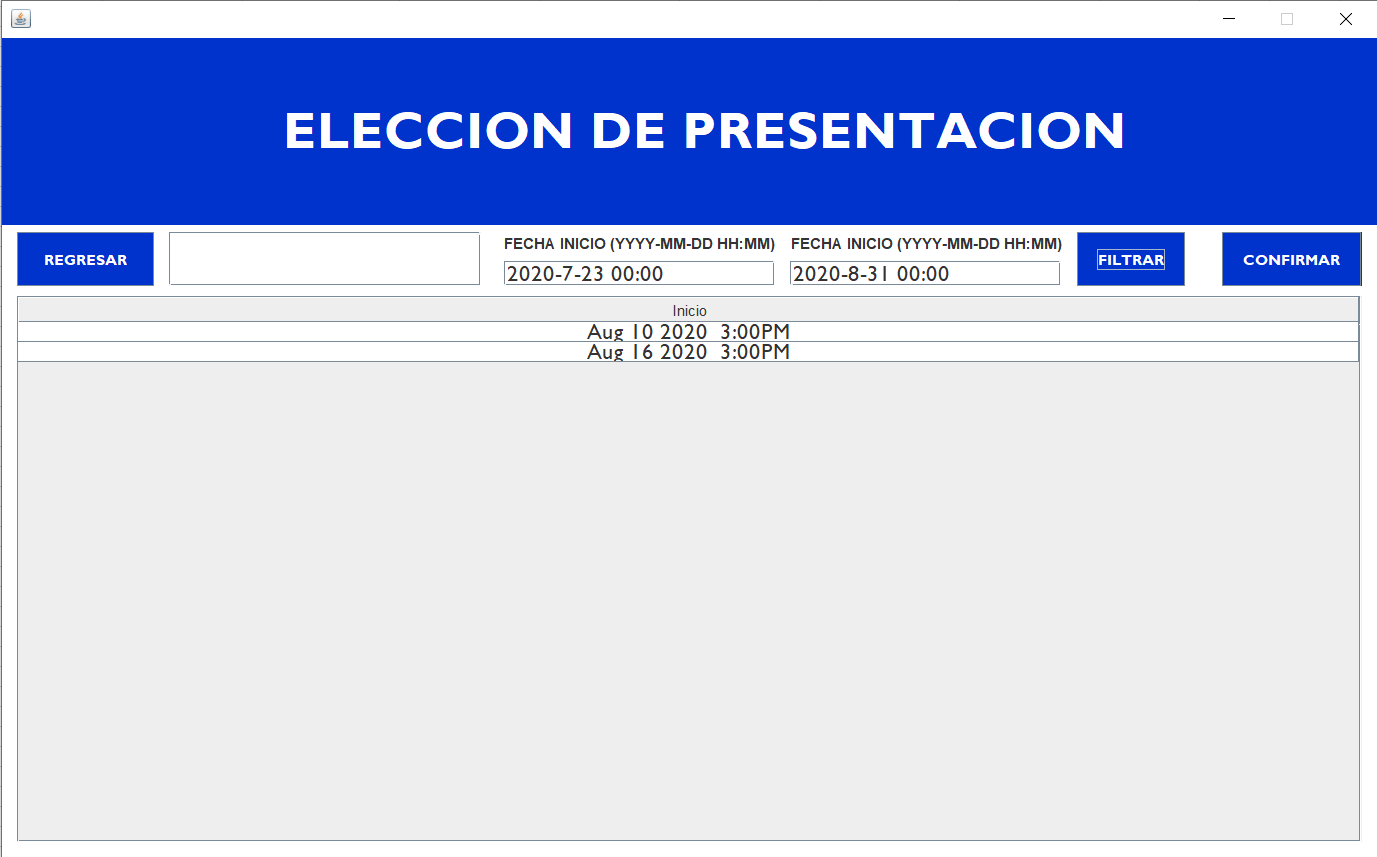 ELECCION DE PRESENTACION
REGRESAR
FECHA INICIO (YYYY-MM-DD HH:MM)
2020-7-23 00:00
FECHA INICIO (YYYY-MM-DD HH:MM)
2020-8-31 00:00
FILTRAR
CONFIRMAR
Inicio
Aug 10 2020  3:00PM
Aug 16 2020  3:00PM